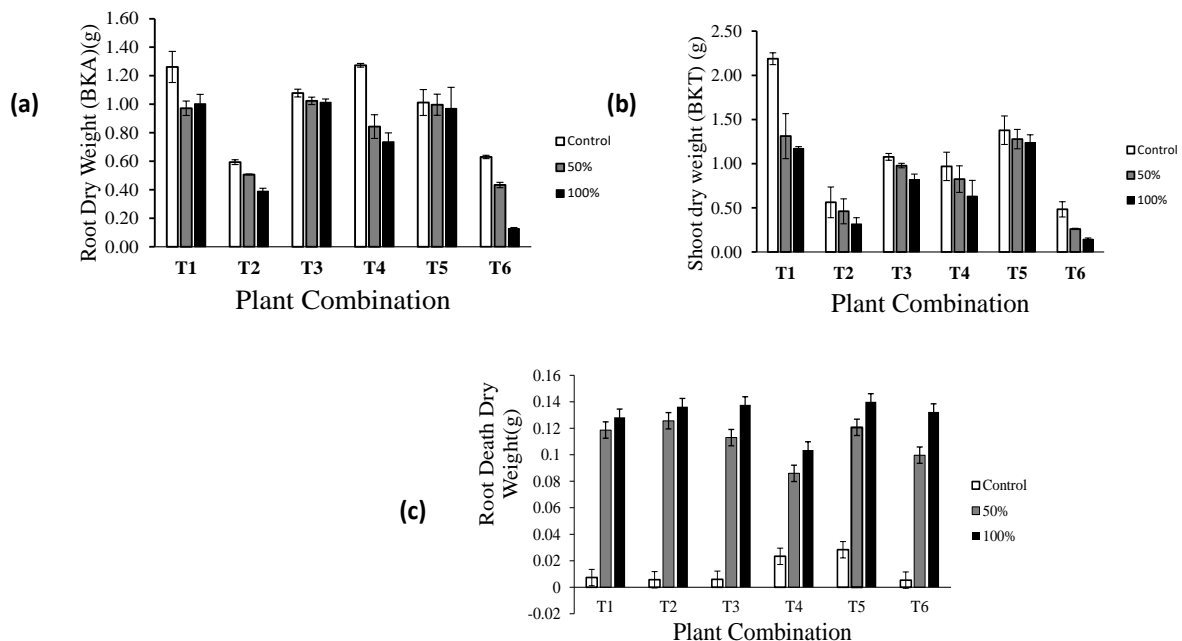 (a)
Root Dry Weight (BKA)(g)
1.60
1.40
1.20
1.00
0.80
0.60
0.40
0.20
0.00
T1 T2 T3 T4 T5 T6
Plant Combination
Control
50%
100%
(b)
Shoot dry weight (BKT) (g)
2.50
2.00
1.50
1.00
0.50
0.00
T1 T2 T3 T4 T5 T6
Plant Combination
Control
50%
100%
(c)
Root Death Dry
Weight(g)
0.16
0.14
0.12
0.1
0.08
0.06
0.04
0.02
0
-0.02
T1 T2 T3 T4 T5 T6
Plant Combination
Control
50%
100%